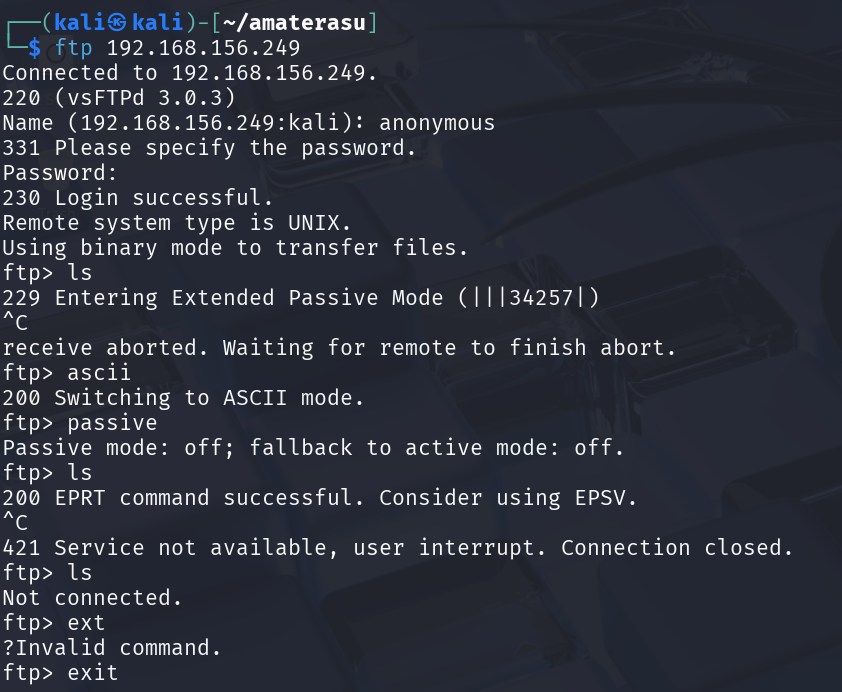 ┌──(kali㉿kali)-[~/amaterasu]
└─$ ftp 192.168.156.249
Connected to 192.168.156.249.
220 (vsFTPd 3.0.3)
Name (192.168.156.249:kali): anonymous
331 Please specify the password.
Password:
230 Login successful.
Remote system type is UNIX.
Using binary mode to transfer files.
ftp> ls
229 Entering Extended Passive Mode (|||34257|)
^C
receive aborted. Waiting for remote to finish abort.
ftp> ascii
200 Switching to ASCII mode.
ftp> passive
Passive mode: off; fallback to active mode: off.
ftp> ls
200 EPRT command successful. Consider using EPSV.
^C
421 Service not available, user interrupt. Connection closed.
ftp> ls
Not connected.
ftp> ext
?Invalid command.
ftp> exit